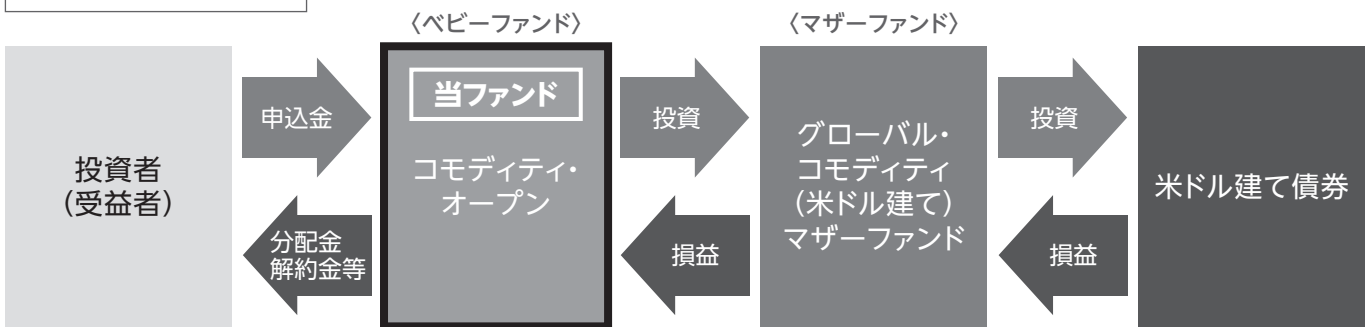 〈ベビーファンド〉
〈マザーファンド〉
投資者
（受益者）
申込金
分配金
解約金等
当ファンド
コモディティ・
オープン
投資
損益
グローバル・
コモディティ
（米ドル建て）
マザーファンド
投資
損益
米ドル建て債券